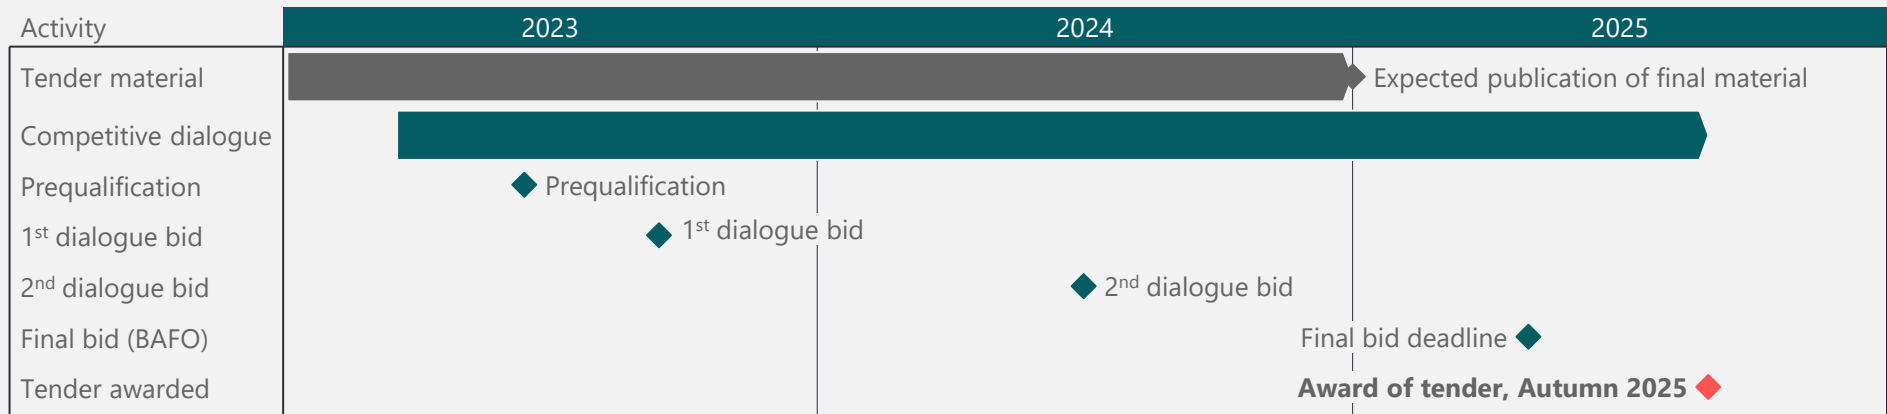 Activity 2023 2024 2025
Tender material Expected publication of final material
Competitive dialogue
Prequalification Prequalification
1st dialogue bid 1st dialogue bid
2nd dialogue bid 2nd dialogue bid
Final bid (BAFO) Final bid deadline
Tender awarded Award of tender, Autumn 2025